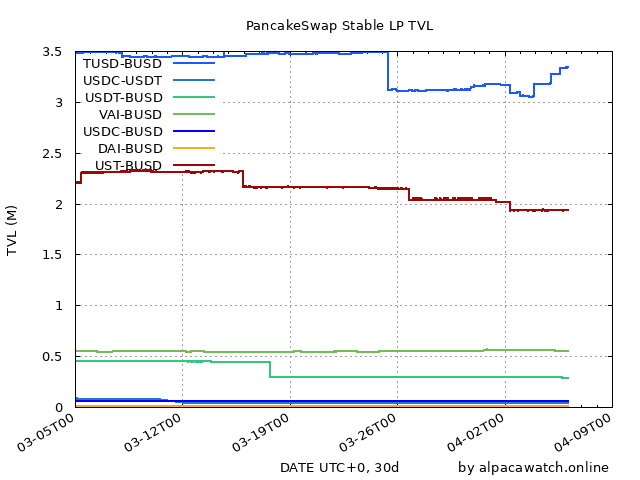 PancakeSwap Stable LP TVL
3.5
3
2.5
2
1.5
1
0.5
0
TVL (M)
TUSD-BUSD
USDC-USDT
USDT-BUSD
VAI-BUSD
USDC-BUSD
DAI-BUSD
UST-BUSD
03-05T00
03-12T00
03-19T00
03-26T00
04-02T00
04-09T00
DATE UTC+0, 30d
by alpacawatch.online